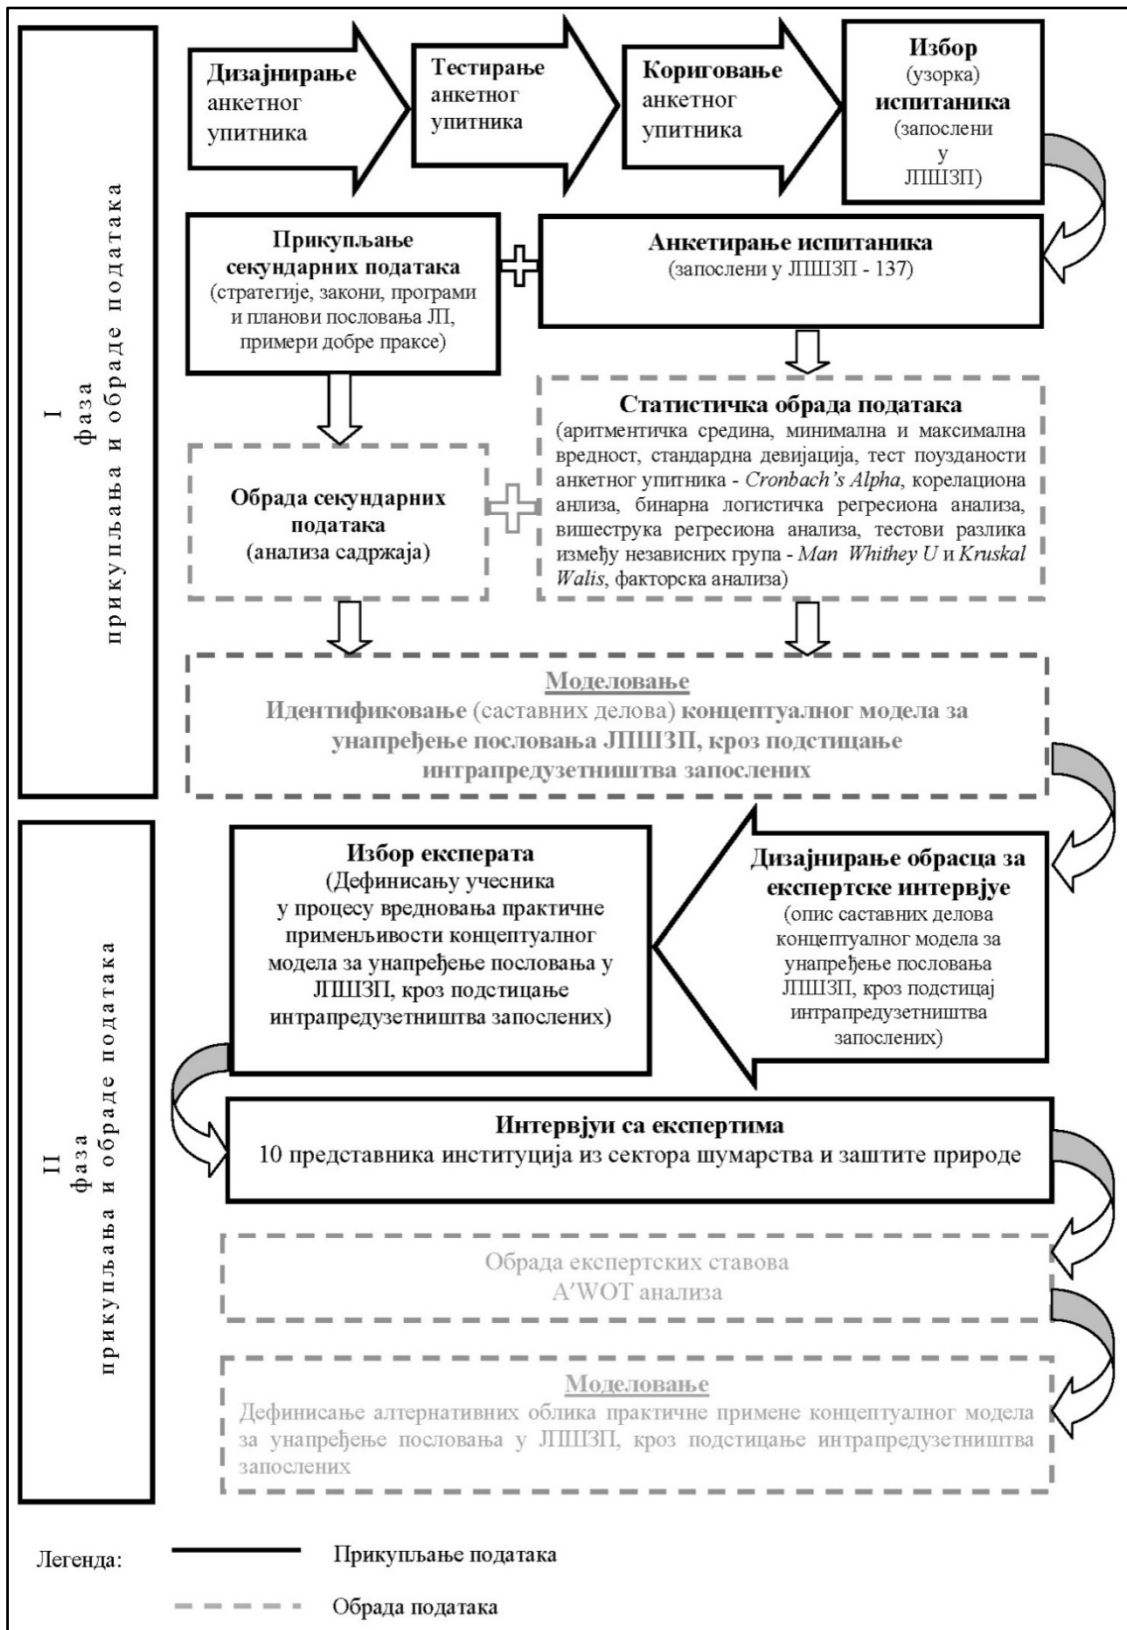 I
фаза
прикупљања и обраде података
Дизајнирање
анкетног
упитника
Тестирање
анкетног
упитника
Кориговање
анкетног
упитника
Избор
(узорка)
испитаника
(запослени
у
ЈПШЗП)
Прикупљање
секундарних података
(стратегије, закони, програми
и планови пословања ЈП,
примери добре праксе)
Анкетирање испитаника
(запослени у ЈПШЗП - 137)
Обрада секундарних
података
(анализа садржаја)
Статистичка обрада података
(аритментичка средина, минимална и максимална
вредност, стандардна девијација, тест поузданости
анкетног упитника - Cronbach's Alpha, корелациона
анлиза, бинарна логистичка регресиона анализа,
вишеструка регресиона анализа, тестови разлика
између независних група - Man Whithey U и Kruskal
Walis, факторска анализа)
Моделовање
Идентификовање (саставних делова) концептуалног модела за
унапређење пословања ЈПШЗП, кроз подстицање
интрапредузетништва запослених
II
фаза
прикупљања и обраде података
Избор експерата
(Дефинисању учесника
у процесу вредновања практичне
применљивости концептуалног
модела за унапређење пословања у
ЈПШЗП, кроз подстицање
интрапредузетништва запослених)
Дизајнирање обрасца за
експертске интервјуе
(опис саставних делова
концептуалног модела за
унапређење пословања
ЈПШЗП, кроз подстицај
интрапредузетништва
запослених)
Интервјуи са експертима
10 представника институција из сектора шумарства и заштите природе
Обрада експертских ставова
A'WOT анализа
Моделовање
Дефинисање алтернативних облика практичне примене концептуалног модела
за унапређење пословања у ЈПШЗП, кроз подстицање интрапредузетништва
запослених
Легенда:
Прикупљање података
Обрада података